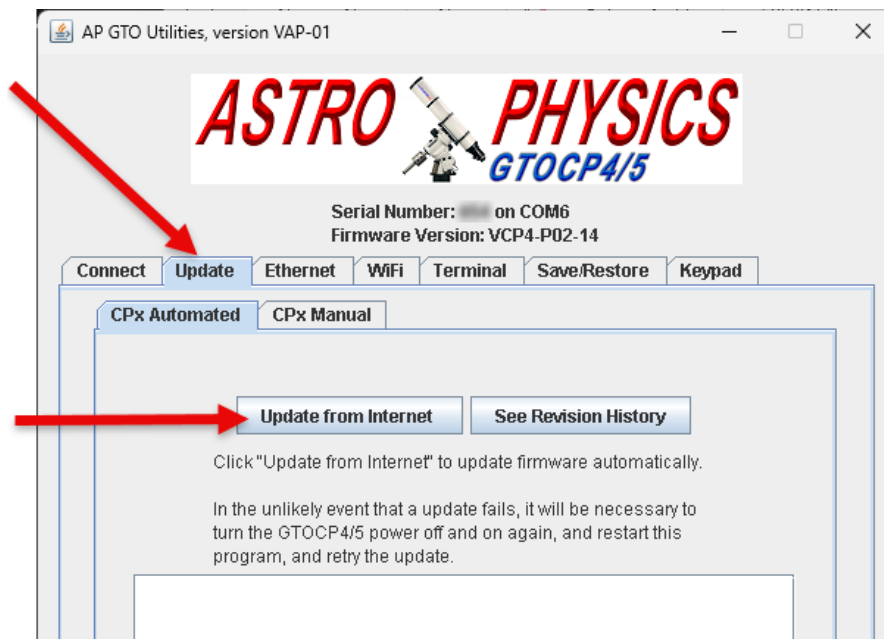 AP GTO Utilities, version VAP-01
ASTRO PHYSICS
GTOCP4/5
Serial Number: on COM6
Firmware Version: VCP4-P02-14
Connect Update Ethernet WiFi Terminal Save/Restore Keypad
CPx Automated CPx Manual
Update from Internet See Revision History
Click "Update from Internet" to update firmware automatically.
In the unlikely event that a update fails, it will be necessary to
turn the GTOCP4/5 power off and on again, and restart this
program, and retry the update.